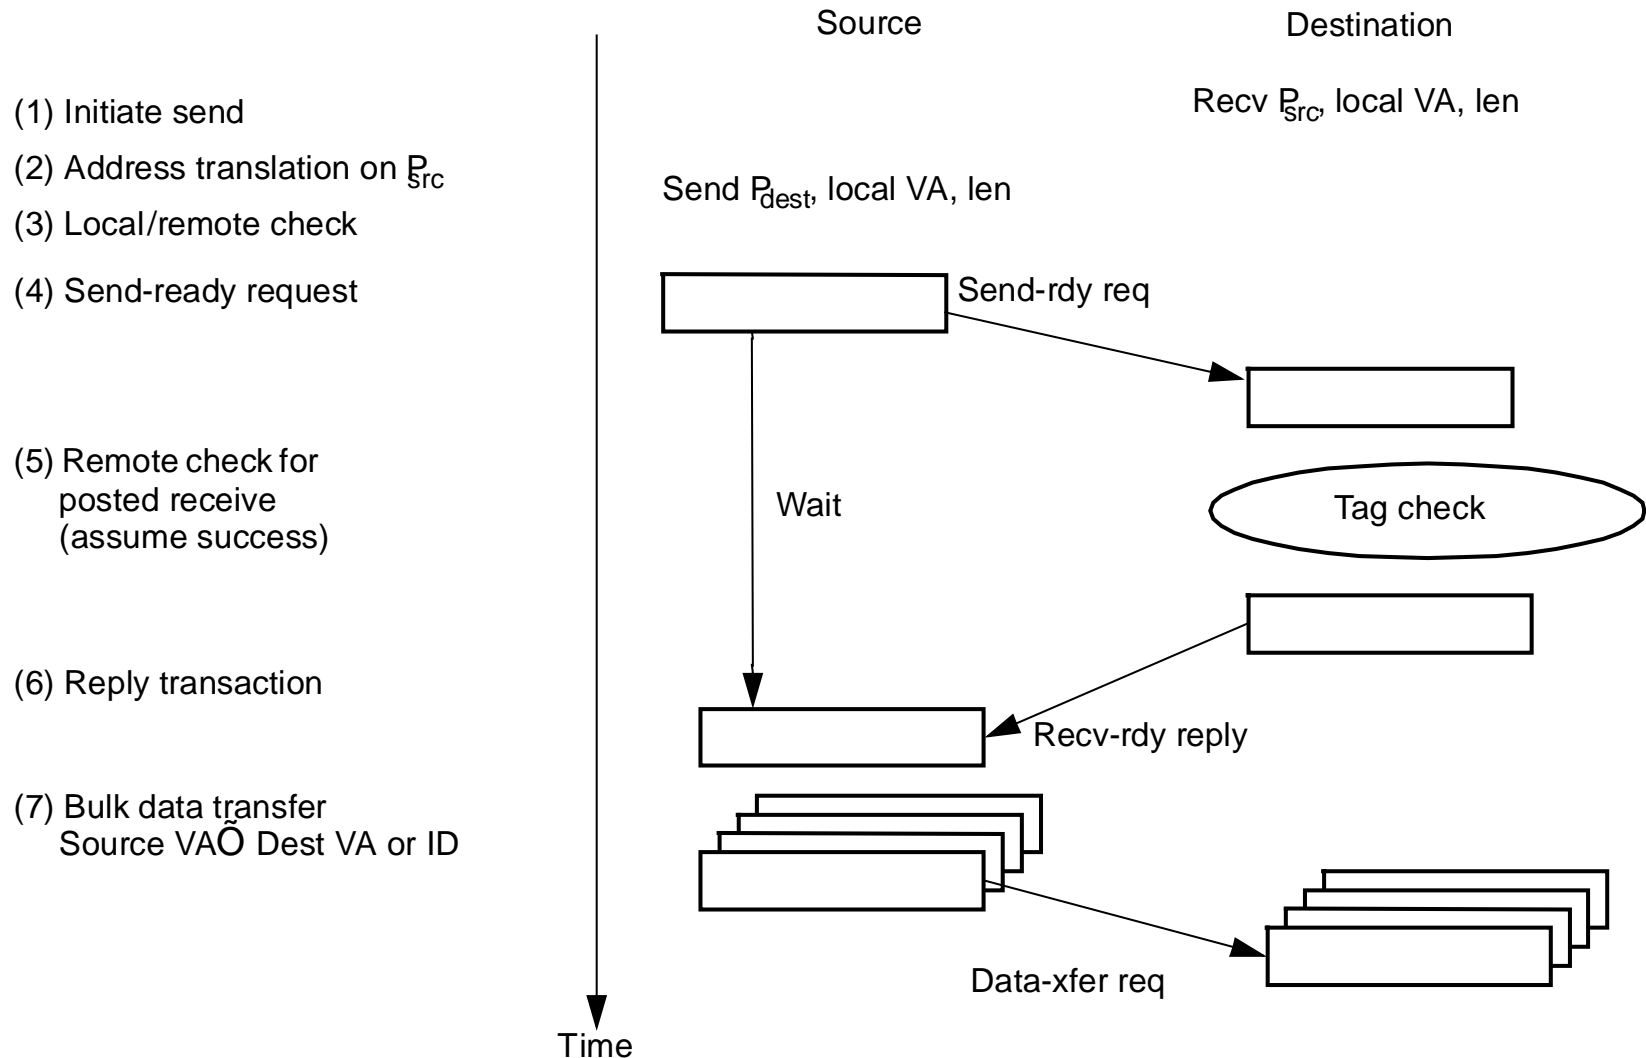 Source
Destination
(1) Initiate send
Recv Psrc, local VA, len
(2) Address translation on Psrc
Send Pdest, local VA, len
(3) Local/remote check
(4) Send-ready request
Send-rdy req
(5) Remote check for
posted receive
(assume success)
Wait
Tag check
(6) Reply transaction
Recv-rdy reply
(7) Bulk data transfer
Source VAÕ Dest VA or ID
Data-xfer req
Time